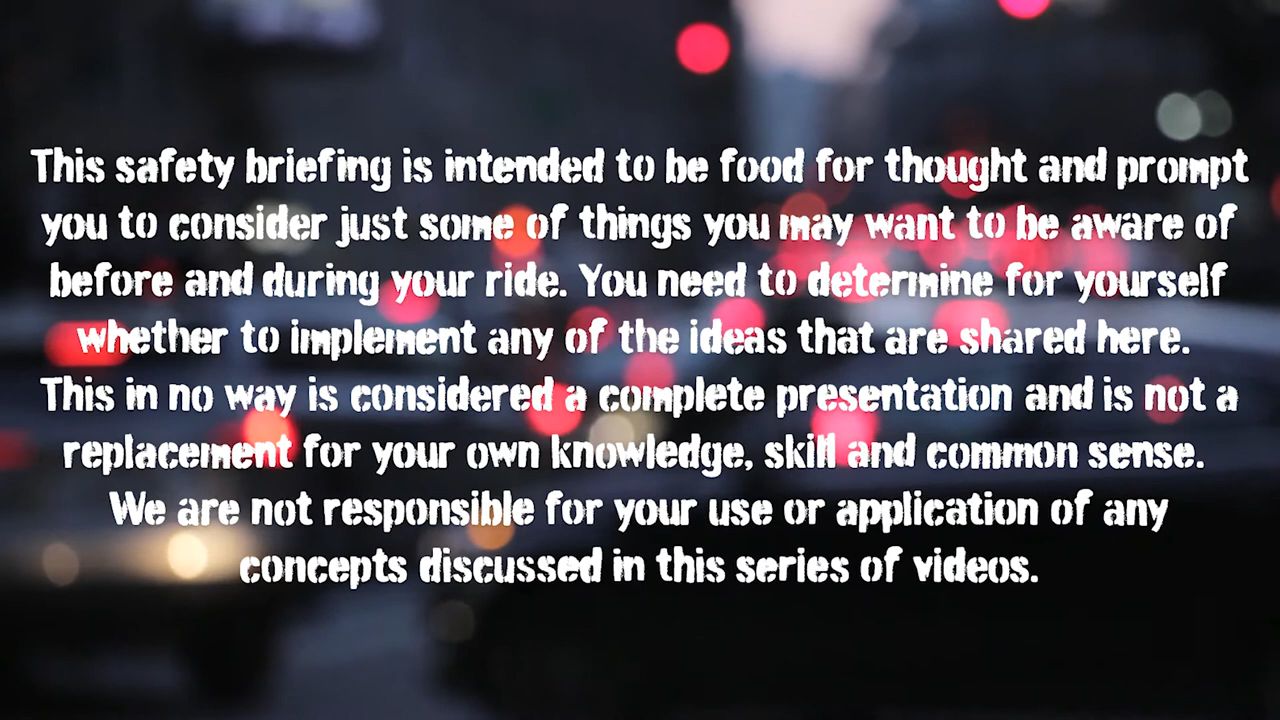 This safety briefing is intended to be food for thought and prompt
you to consider just some of things you may want to be aware of
before and during your ride. You need to determine for yourself
whether to implement any of the ideas that are shared here.
This in no way is considered a complete presentation and is not a
replacement for your own knowledge, skill and common sense.
We are not responsible for your use or application of any
concepts discussed in this series of videos.